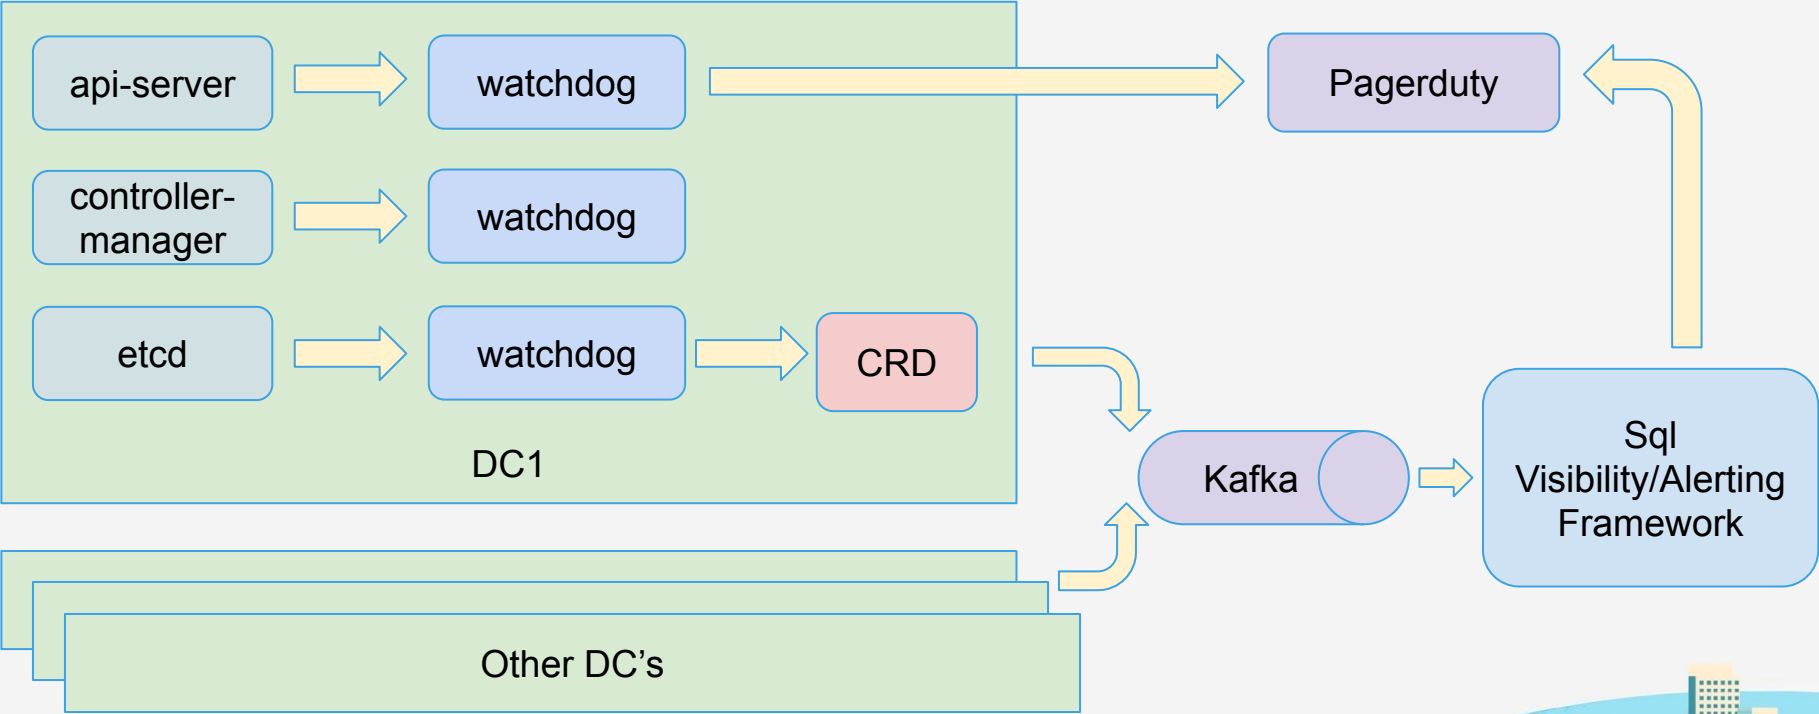 api-server
watchdog
Pagerduty
controller-
manager
watchdog
etcd
watchdog
CRD
DC1
Kafka
Sql
Visibility/Alerting
Framework
Other DC’s